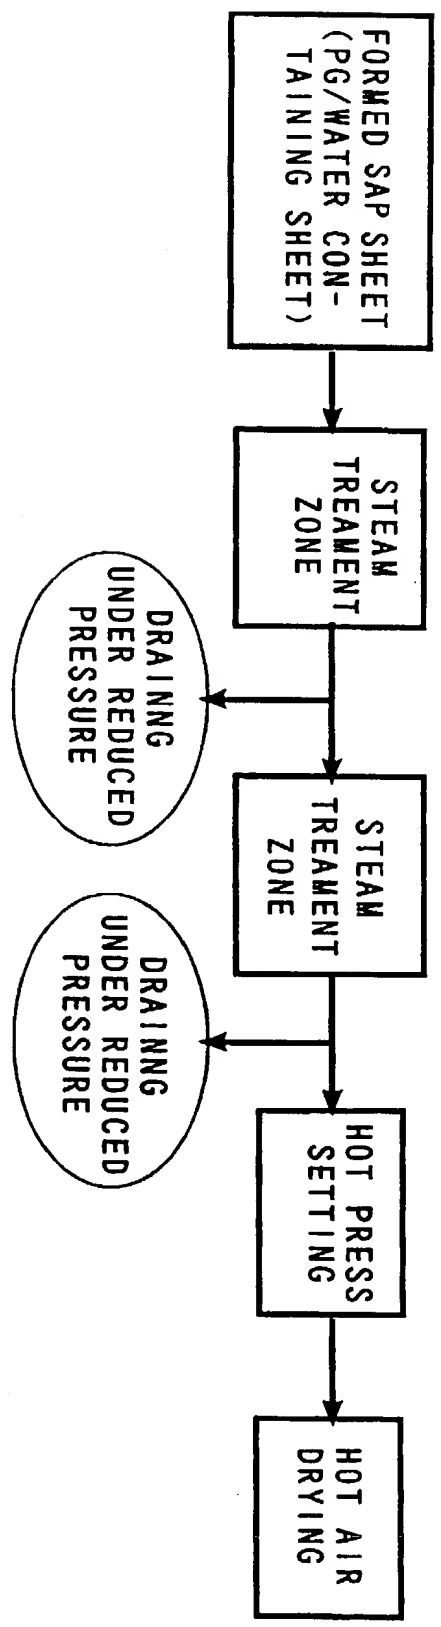 FORMED SAP SHEET
(PG/WATER CON-
TAINING SHEET)
STEAM
TREAMENT
ZONE
DRAINNG
UNDER REDUCED
PRESSURE
STEAM
TREAMENT
ZONE
DRAINNG
UNDER REDUCED
PRESSURE
HOT PRESS
SETTING
HOT AIR
DRYING